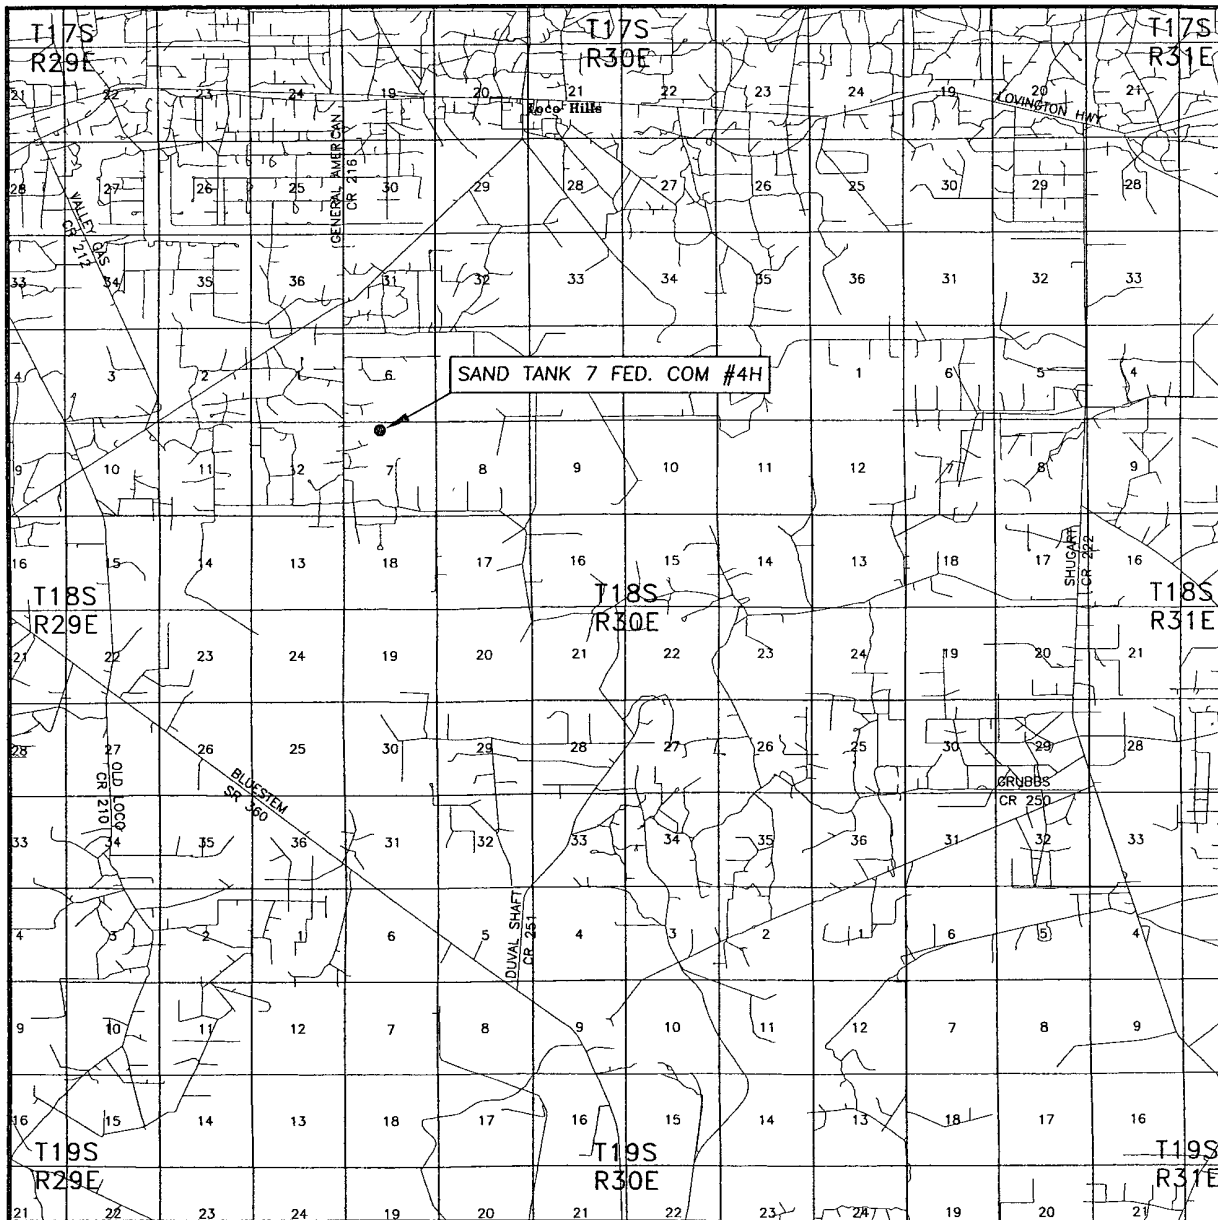 T17S T17S T17S
R29E R30E R31E
21 22 23 24 19 20 21 22 23 24 19 20 21
Loco Hills
LOVINGTON HWY
GENERAL AMERICAN
CR 216
28 27 26 25 30 29 28 27 26 25 30 29 28
VALLEY GAS
CR 212
33 34 35 36 31 32 33 34 35 36 31 32 33
4 3 2 1 6 1 6 5 4
SAND TANK 7 FED. COM #4H
9 10 11 12 7 8 9 10 11 12 7 8 9
16 15 14 13 18 17 16 15 14 13 18 17 16
SHUGART
CR 222
T18S T18S T18S
R29E R30E R31E
21 22 23 24 19 20 21 22 23 24 19 20 21
28 27 26 25 30 29 28 27 26 25 30 29 28
OLD LOCO
CR 210
BLUESTEM
SR 360
GRUBBS
CR 250
33 34 35 36 31 32 33 34 35 36 31 32 33
4 3 2 1 6 5 4 3 2 1 6 5 4
DUVAL SHAFT
CR 251
9 10 11 12 7 8 9 10 11 12 7 8 9
16 15 14 13 18 17 16 15 14 13 18 17 16
T19S T19S T19S
R29E R30E R31E
21 22 23 24 19 20 21 22 23 24 19 20 21